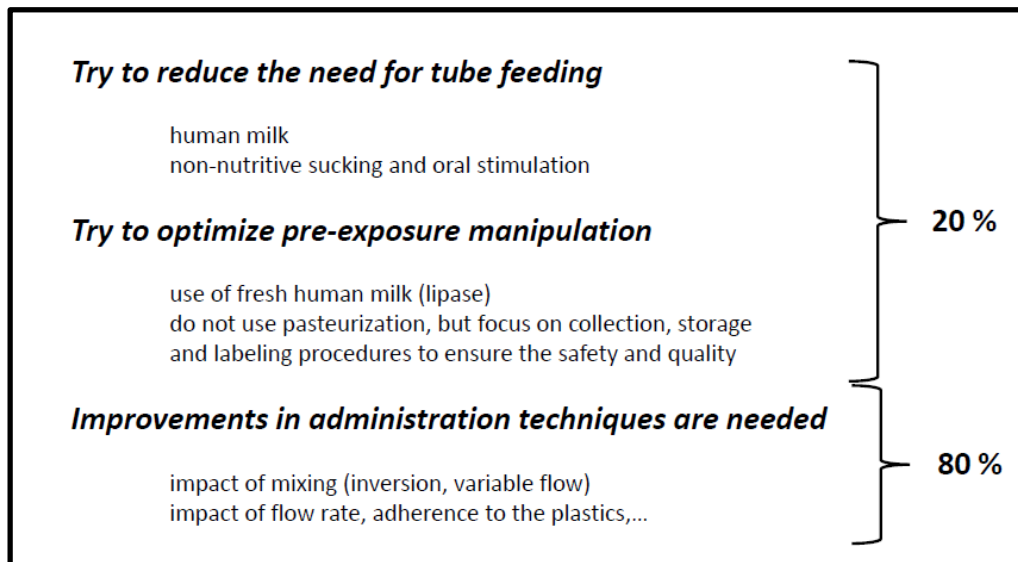 Try to reduce the need for tube feeding
human milk
non-nutritive sucking and oral stimulation
20 %
Try to optimize pre-exposure manipulation
use of fresh human milk (lipase)
do not use pasteurization, but focus on collection, storage
and labeling procedures to ensure the safety and quality
Improvements in administration techniques are needed
80 %
impact of mixing (inversion, variable flow)
impact of flow rate, adherence to the plastics,...